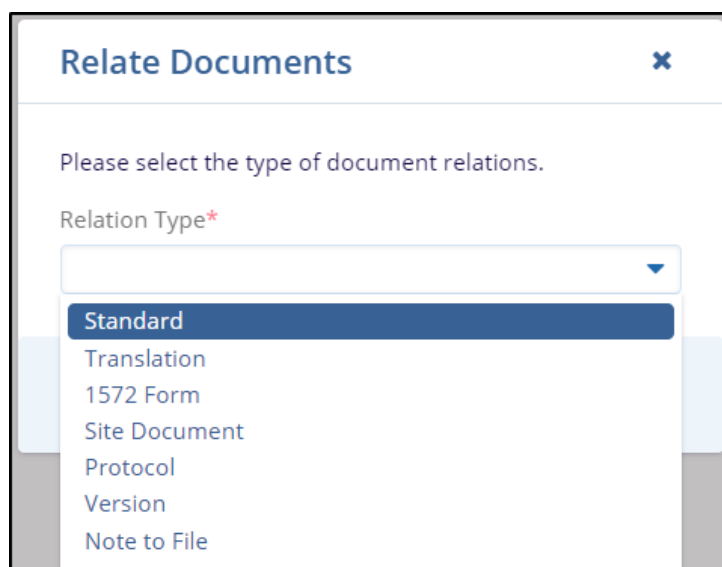 Relate Documents
Please select the type of document relations.
Relation Type*
Standard
Translation
1572 Form
Site Document
Protocol
Version
Note to File